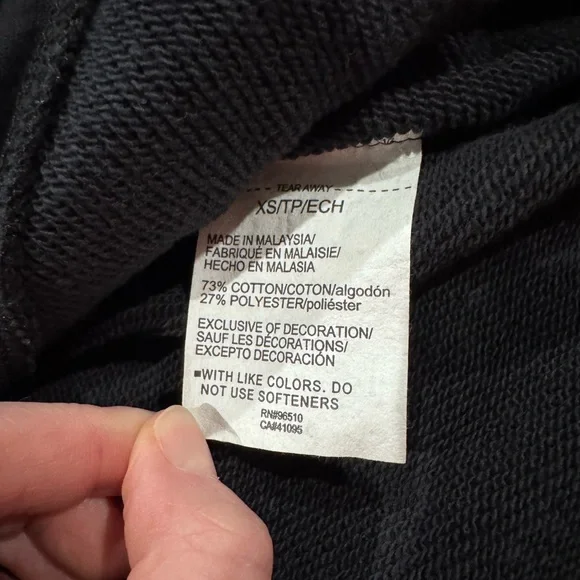 TEAR AWAY
XS/TP/ECH
MADE IN MALAYSIA/
FABRIQUÉ EN MALAISIE/
HECHO EN MALASIA
73% COTTON/COTON/algodón
27% POLYESTER/poliéster
EXCLUSIVE OF DECORATION/
SAUF LES DÉCORATIONS/
EXCEPTO DECORACIÓN
▪WITH LIKE COLORS. DO
NOT USE SOFTENERS
RN#96510
CA#41095